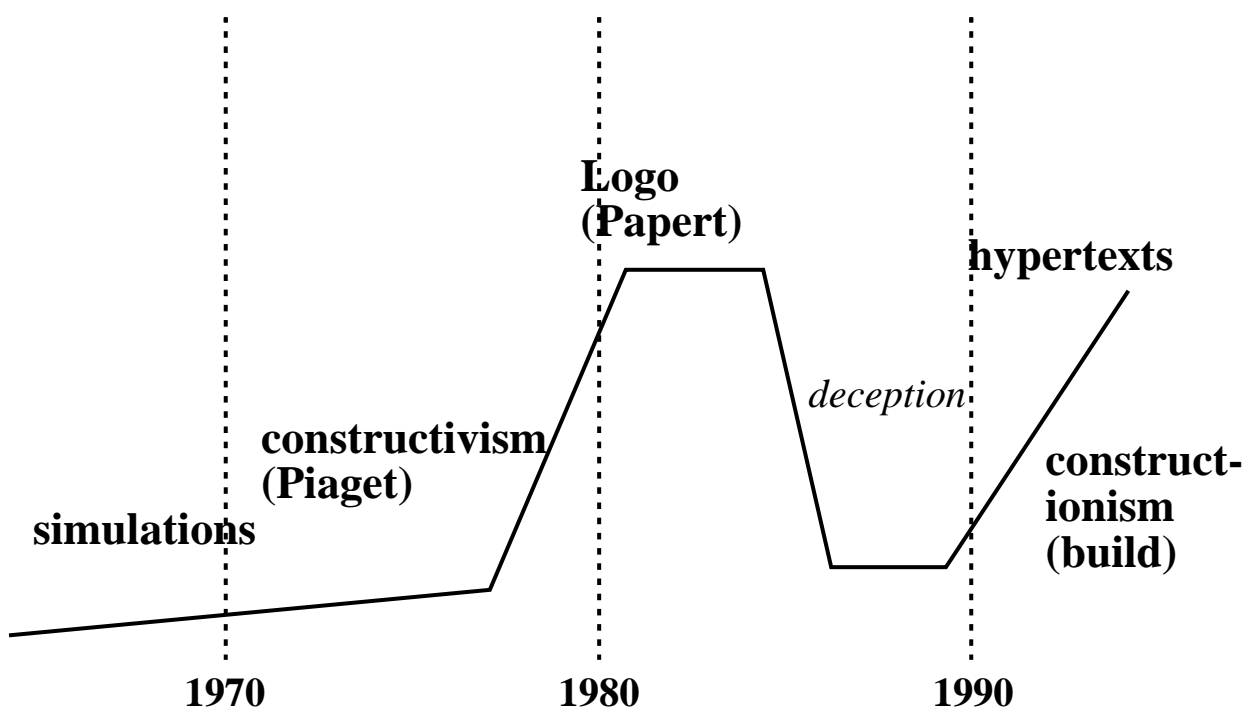 Logo
(Papert)
hypertexts
deception
constructivism
(Piaget)
construct-
ionism
(build)
simulations
1970
1980
1990